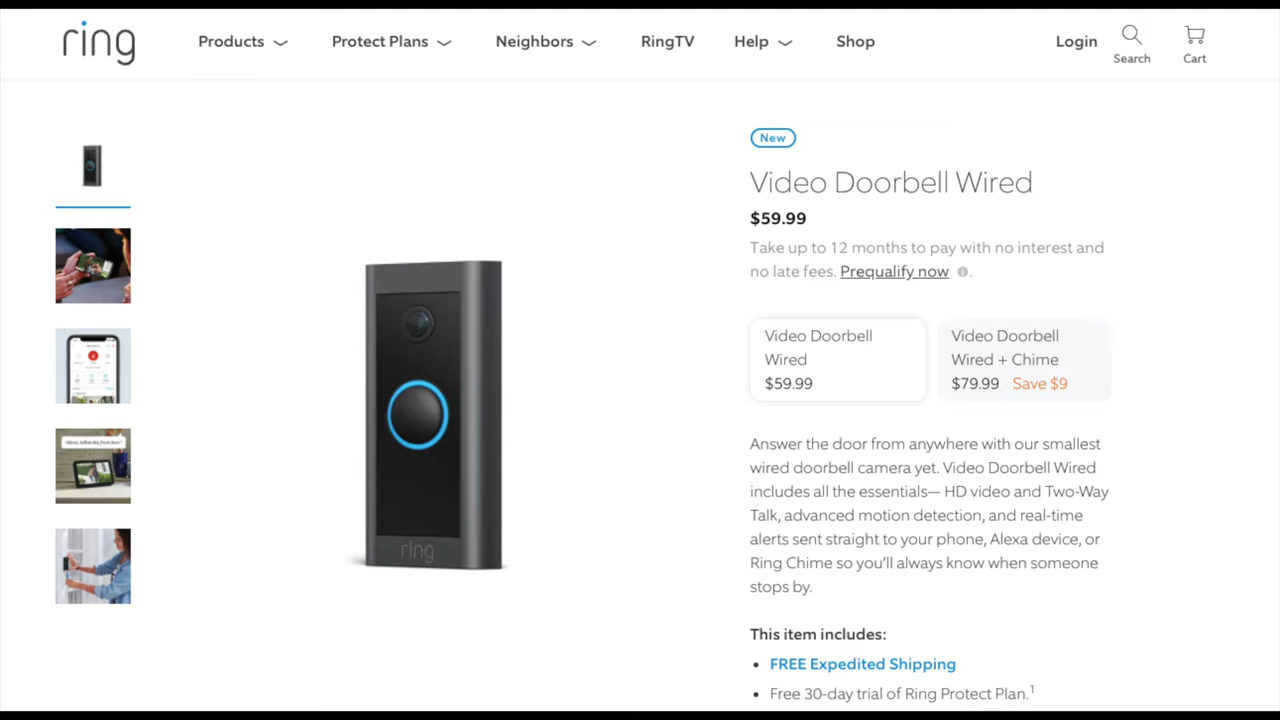 ring
Products
Protect Plans
Neighbors
RingTV
Help
Shop
Login
Search
Cart
New
Video Doorbell Wired
$59.99
Take up to 12 months to pay with no interest and
no late fees. Prequalify now
Video Doorbell
Wired
$59.99
Video Doorbell
Wired + Chime
$79.99 Save $9
Answer the door from anywhere with our smallest
wired doorbell camera yet. Video Doorbell Wired
includes all the essentials— HD video and Two-Way
Talk, advanced motion detection, and real-time
alerts sent straight to your phone, Alexa device, or
Ring Chime so you'll always know when someone
stops by.
This item includes:
• FREE Expedited Shipping
• Free 30-day trial of Ring Protect Plan.1
ring